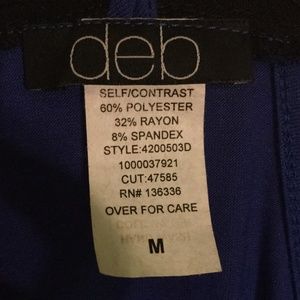 deb
SELF/CONTRAST
60% POLYESTER
32% RAYON
8% SPANDEX
STYLE:4200503D
1000037921
CUT:47585
RN# 136336
OVER FOR CARE
M